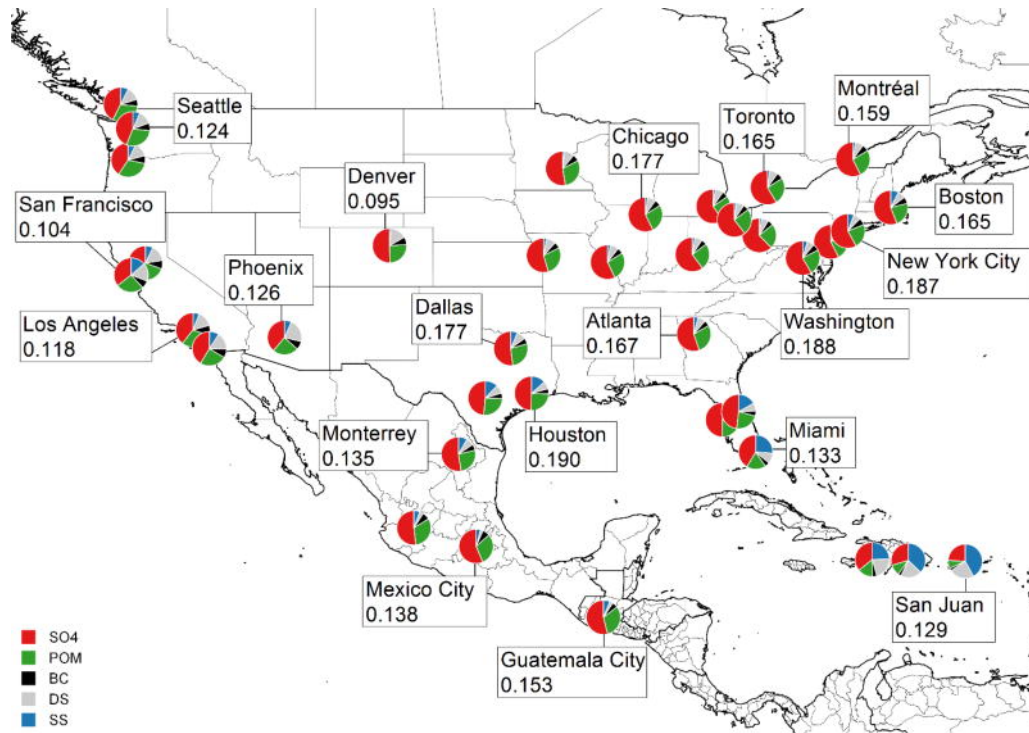 Montréal
0.159
Toronto
0.165
Seattle
0.124
Chicago
0.177
Denver
0.095
San Francisco
0.104
Boston
0.165
Phoenix
0.126
New York City
0.187
Dallas
0.177
Los Angeles
0.118
Atlanta
0.167
Washington
0.188
Monterrey
0.135
Houston
0.190
Miami
0.133
Mexico City
0.138
San Juan
0.129
Guatemala City
0.153
SO4
POM
BC
DS
SS